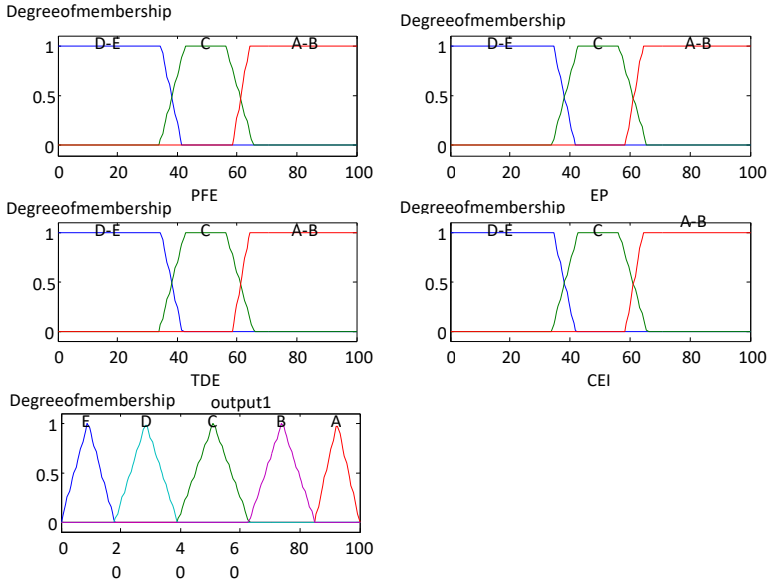 Degreeofmembership
1 D-E C A-B
0.5
0
0 20 40 60 80 100
PFE
Degreeofmembership
1 D-E C A-B
0.5
0
0 20 40 60 80 100
EP
Degreeofmembership
1 D-E C A-B
0.5
0
0 20 40 60 80 100
TDE
Degreeofmembership
A-B
1 D-E C
0.5
0
0 20 40 60 80 100
CEI
Degreeofmembership output1
1 E D C B A
0.5
0
0 2 4 6 80 100
0 0 0